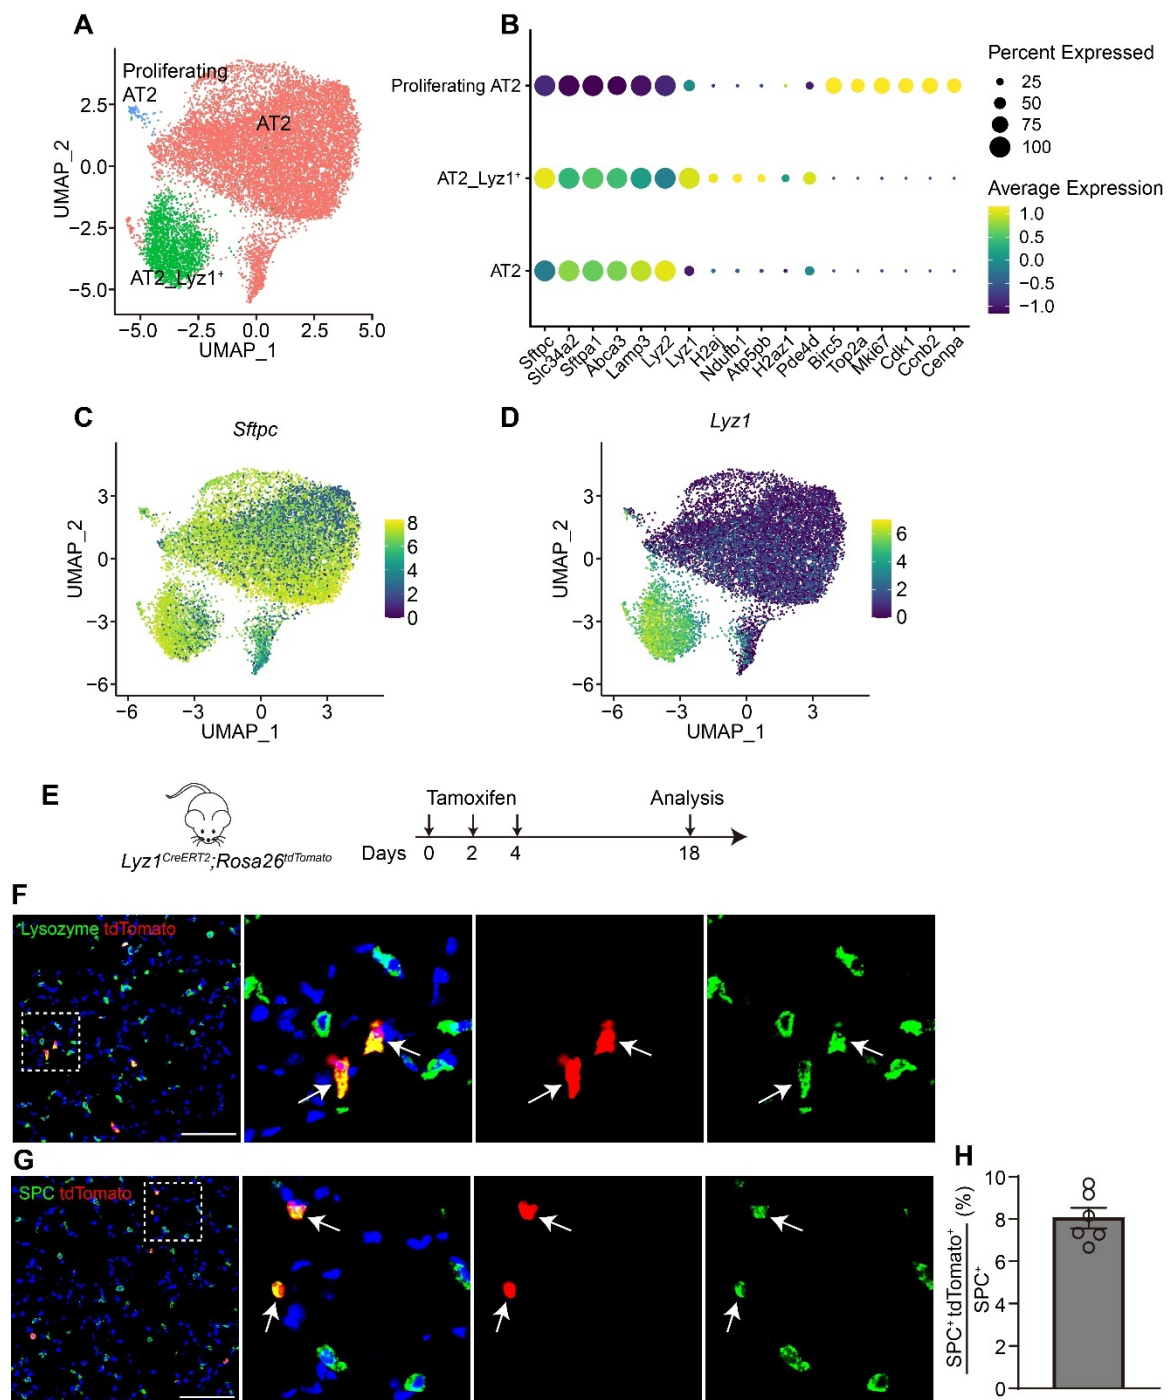 A
Proliferating
AT2
AT2
AT2_Lyz1⁺
2.5
0.0
−2.5
−5.0
UMAP_2
−5.0 −2.5 0.0 2.5 5.0
UMAP_1
B
Proliferating AT2
AT2_Lyz1⁺
AT2
Sftpc Slc34a2 Sftpa1 Abca3 Lamp3 Lyz2 Lyz1 H2aj Ndufb1 Atp5pb H2az1 Pde4d Birc5 Top2a Mki67 Cdk1 Ccnb2 Cenpa
Percent Expressed
25
50
75
100
Average Expression
1.0
0.5
0.0
−0.5
−1.0
C
Sftpc
3
0
−3
−6
UMAP_2
−6 −3 0 3
UMAP_1
8
6
4
2
0
D
Lyz1
3
0
−3
−6
UMAP_2
−6 −3 0 3
UMAP_1
6
4
2
0
E
Lyz1CreERT2;Rosa26tdTomato
Tamoxifen Analysis
Days 0 2 4 18
F
Lysozyme tdTomato
G
SPC tdTomato
H
SPC⁺ tdTomato⁺ (%)
SPC⁺
10
8
6
4
2
0